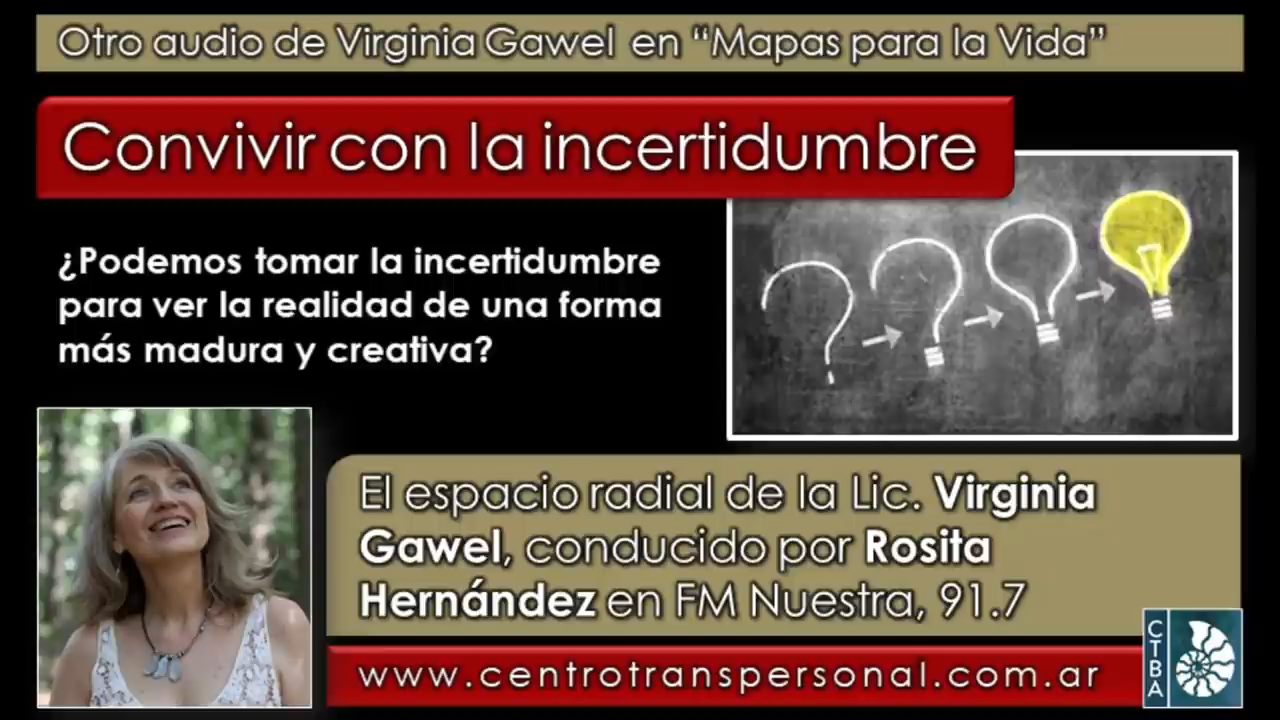 Otro audio de Virginia Gawel en “Mapas para la Vida”
Convivir con la incertidumbre
¿Podemos tomar la incertidumbre
para ver la realidad de una forma
más madura y creativa?
El espacio radial de la Lic. Virginia
Gawel, conducido por Rosita
Hernández en FM Nuestra, 91.7
www.centrotranspersonal.com.ar
CTBA